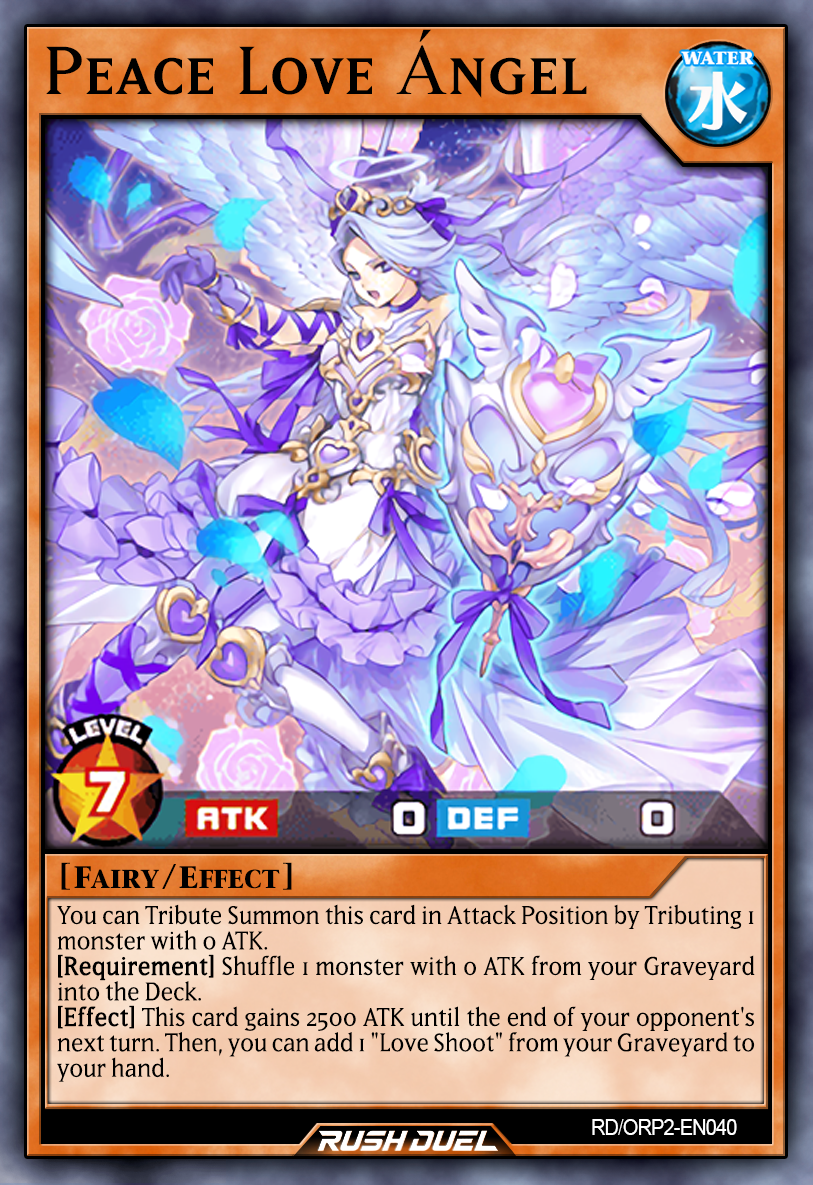 Peace Love Ángel
WATER
水
LEVEL
7
ATK 0 DEF 0
[Fairy/Effect]
You can Tribute Summon this card in Attack Position by Tributing 1
monster with 0 ATK.
[Requirement] Shuffle 1 monster with 0 ATK from your Graveyard
into the Deck.
[Effect] This card gains 2500 ATK until the end of your opponent's
next turn. Then, you can add 1 "Love Shoot" from your Graveyard to
your hand.
RD/ORP2-EN040
RUSH DUEL